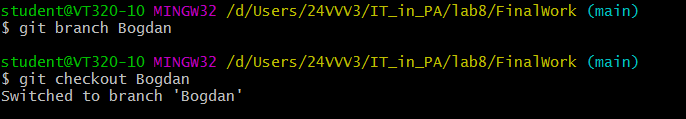 student@VT320-10 MINGW32 /d/Users/24VVV3/IT_in_PA/lab8/FinalWork (main)
$ git branch Bogdan
student@VT320-10 MINGW32 /d/Users/24VVV3/IT_in_PA/lab8/FinalWork (main)
$ git checkout Bogdan
Switched to branch 'Bogdan'